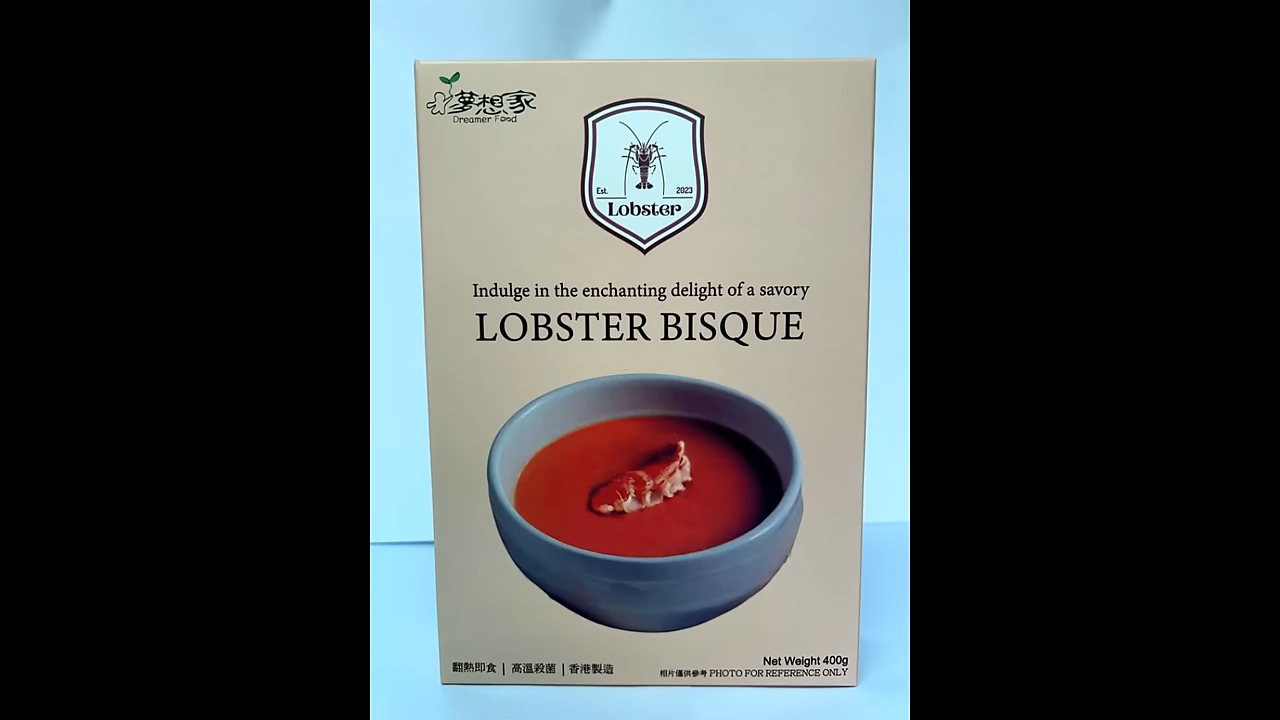 夢想家
Dreamer Food
Est. 2023
Lobster
Indulge in the enchanting delight of a savory
LOBSTER BISQUE
翻熱即食 | 高溫殺菌 | 香港製造
Net Weight 400g
相片僅供參考 PHOTO FOR REFERENCE ONLY